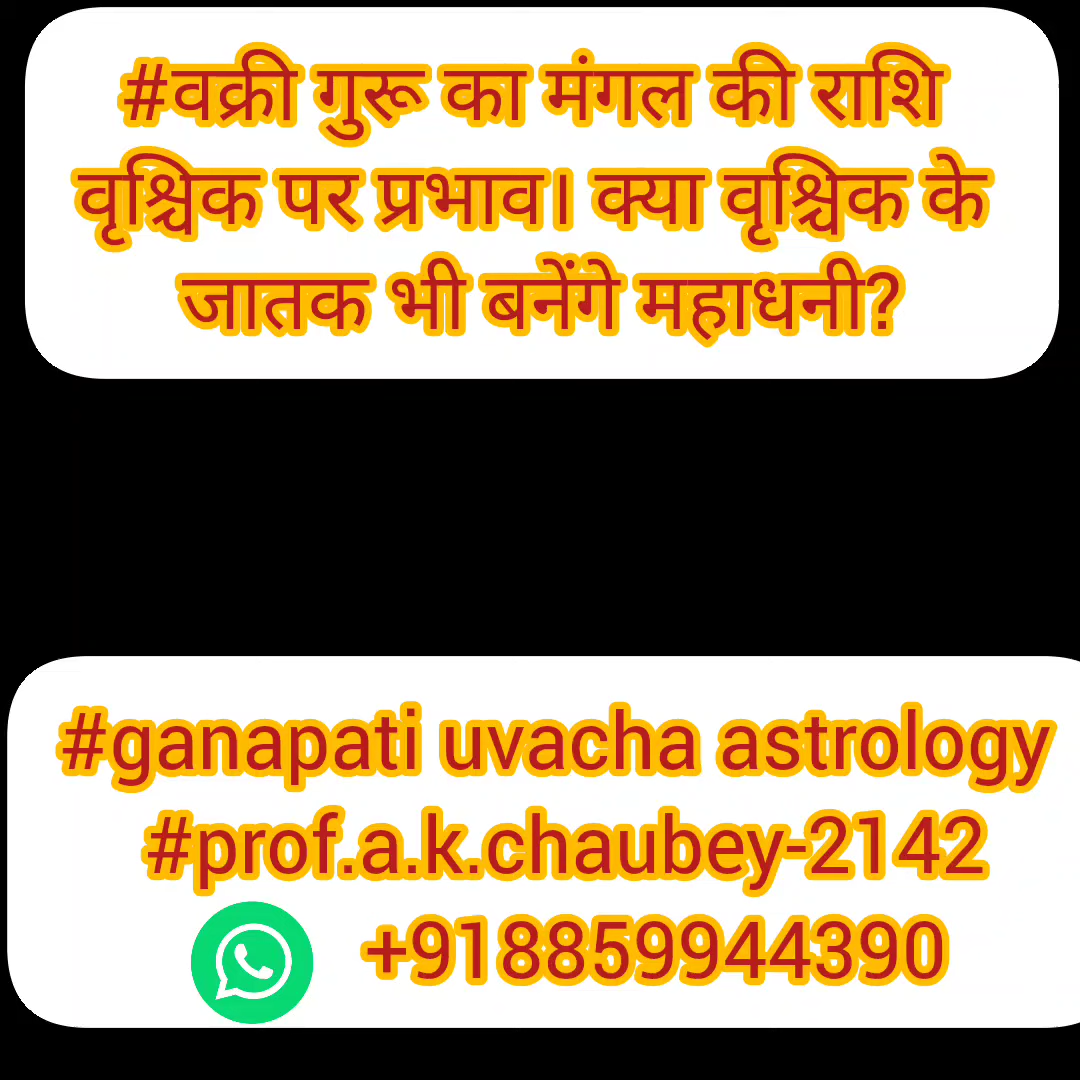 #वक्री गुरू का मंगल की राशि
वृश्चिक पर प्रभाव। क्या वृश्चिक के
जातक भी बनेंगे महाधनी?
#ganapati uvacha astrology
#prof.a.k.chaubey-2142
+918859944390